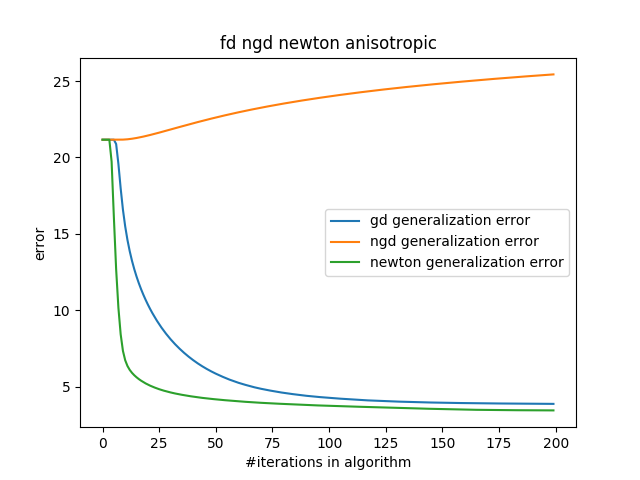 fd ngd newton anisotropic
25
20
15
10
5
error
gd generalization error
ngd generalization error
newton generalization error
0 25 50 75 100 125 150 175 200
#iterations in algorithm